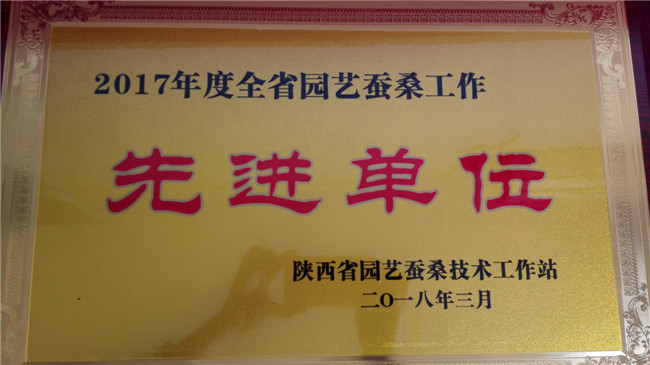 2017年度全省园艺蚕桑工作
先进单位
陕西省园艺蚕桑技术工作站
二O一八年三月